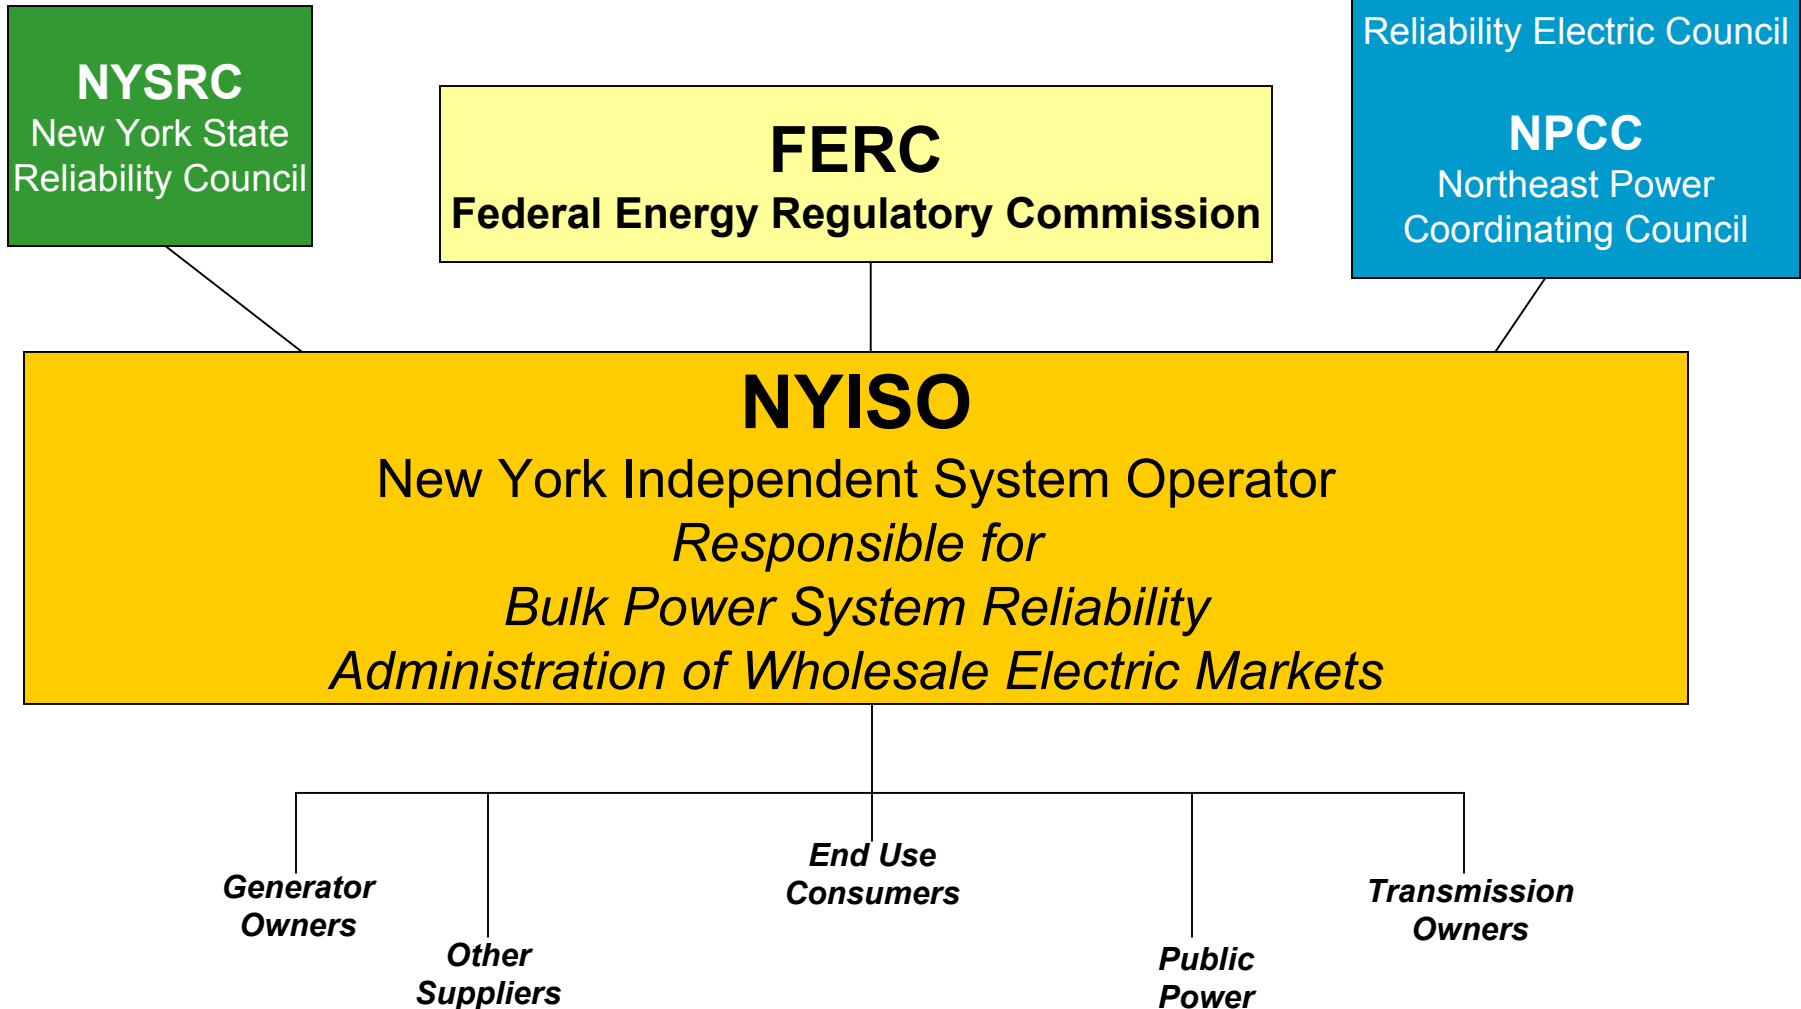 NYSRC
New York State
Reliability Council
FERC
Federal Energy Regulatory Commission
Reliability Electric Council
NPCC
Northeast Power
Coordinating Council
NYISO
New York Independent System Operator
Responsible for
Bulk Power System Reliability
Administration of Wholesale Electric Markets
Generator
Owners
Other
Suppliers
End Use
Consumers
Public
Power
Transmission
Owners